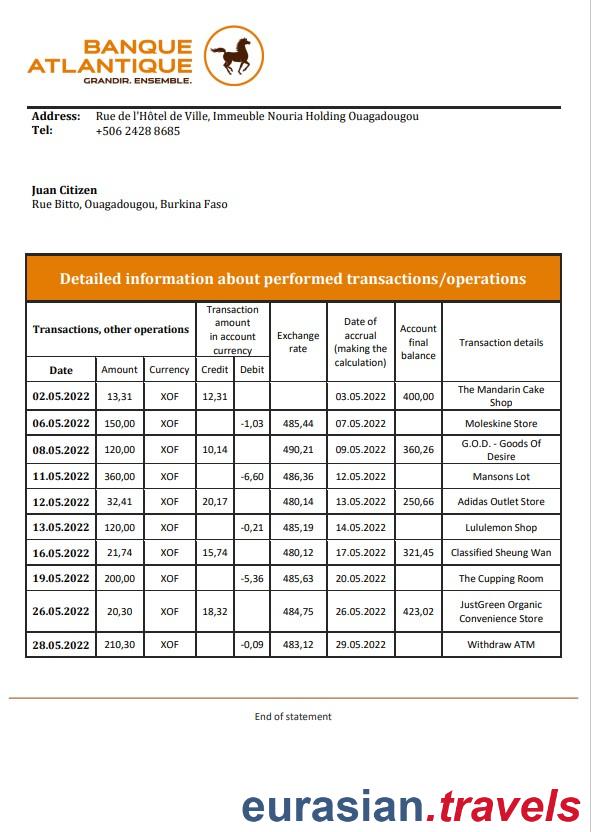 BANQUE
ATLANTIQUE
GRANDIR. ENSEMBLE.
Address: Rue de l'Hôtel de Ville, Immeuble Nouria Holding Ouagadougou
Tel: +506 2428 8685
Juan Citizen
Rue Bitto, Ouagadougou, Burkina Faso
Detailed information about performed transactions/operations
Transactions, other operations
Transaction
amount
in account
currency
Exchange
rate
Date of
accrual
(making the
calculation)
Account
final
balance
Transaction details
Date Amount Currency Credit Debit
02.05.2022 13,31 XOF 12,31 03.05.2022 400,00 The Mandarin Cake
Shop
06.05.2022 150,00 XOF -1,03 485,44 07.05.2022 Moleskine Store
08.05.2022 120,00 XOF 10,14 490,21 09.05.2022 360,26 G.O.D. - Goods Of
Desire
11.05.2022 360,00 XOF -6,60 486,36 12.05.2022 Mansons Lot
12.05.2022 32,41 XOF 20,17 480,14 13.05.2022 250,66 Adidas Outlet Store
13.05.2022 120,00 XOF -0,21 485,19 14.05.2022 Lululemon Shop
16.05.2022 21,74 XOF 15,74 480,12 17.05.2022 321,45 Classified Sheung Wan
19.05.2022 200,00 XOF -5,36 485,63 20.05.2022 The Cupping Room
26.05.2022 20,30 XOF 18,32 484,75 26.05.2022 423,02 JustGreen Organic
Convenience Store
28.05.2022 210,30 XOF -0,09 483,12 29.05.2022 Withdraw ATM
End of statement
eurasian.travels